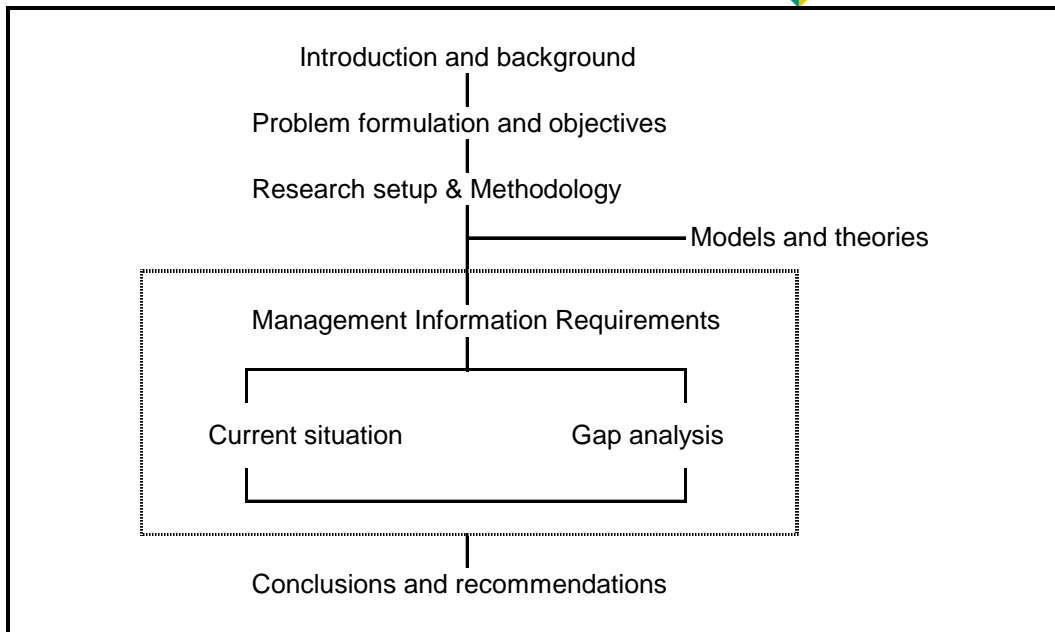 Introduction and background
Problem formulation and objectives
Research setup & Methodology
Models and theories
Management Information Requirements
Current situation
Gap analysis
Conclusions and recommendations